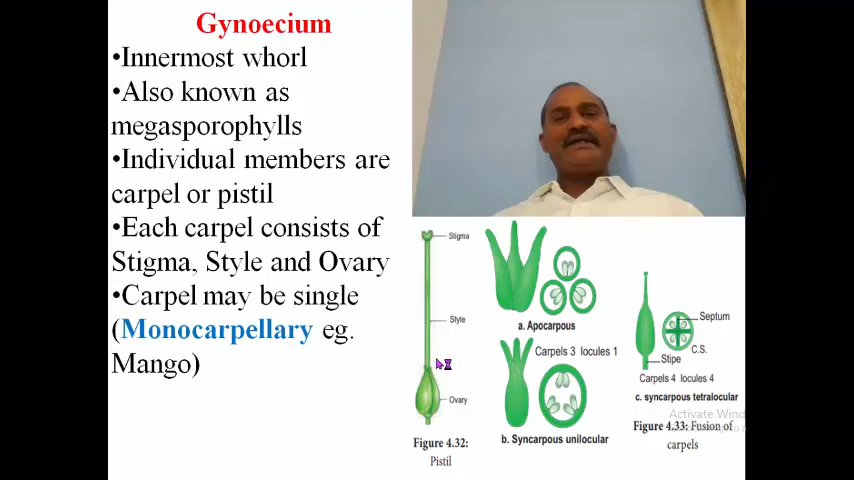 Gynoecium
•Innermost whorl
•Also known as
megasporophylls
•Individual members are
carpel or pistil
•Each carpel consists of
Stigma, Style and Ovary
•Carpel may be single
(Monocarpellary eg.
Mango)
Stigma
Style
Ovary
Figure 4.32:
Pistil
a. Apocarpous
Carpels 3 locules 1
b. Syncarpous unilocular
Septum
C.S.
Stipe
Carpels 4 locules 4
c. syncarpous tetralocular
Activate Wind
Figure 4.33: Fusion of
carpels